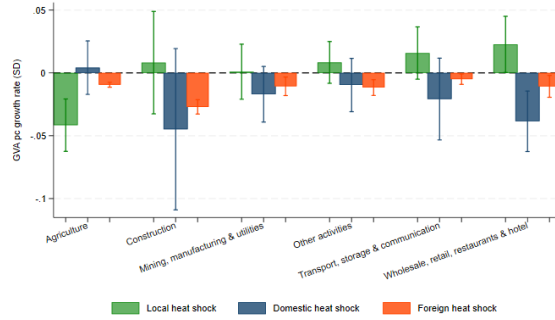 GVA pc growth rate (SD)
.05
0
-.05
-.1
Agriculture
Construction
Mining, manufacturing & utilities
Other activities
Transport, storage & communication
Wholesale, retail, restaurants & hotel
Local heat shock
Domestic heat shock
Foreign heat shock